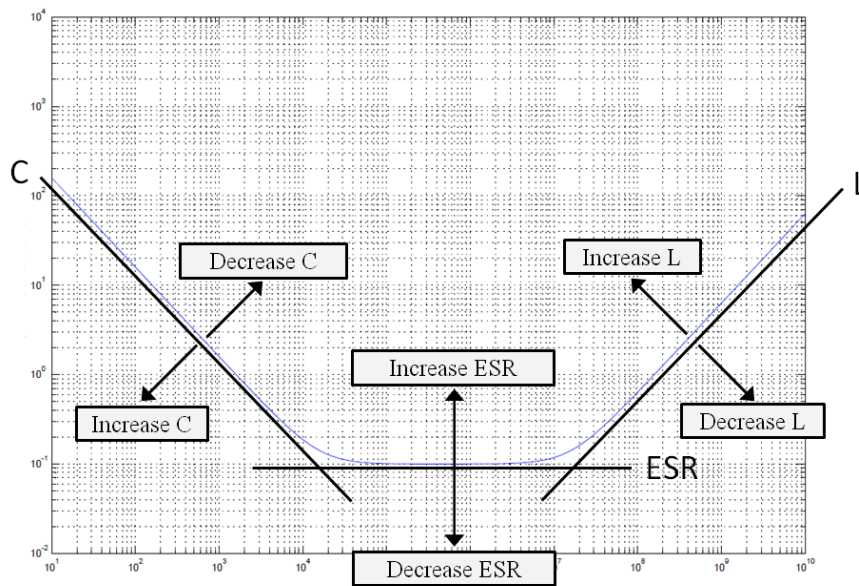 10^4
10^3
C
10^2
L
Decrease C
Increase L
10^1
Increase ESR
10^0
Increase C
Decrease L
10^-1
ESR
10^-2
Decrease ESR
10^1 10^2 10^3 10^4 10^7 10^8 10^9 10^10